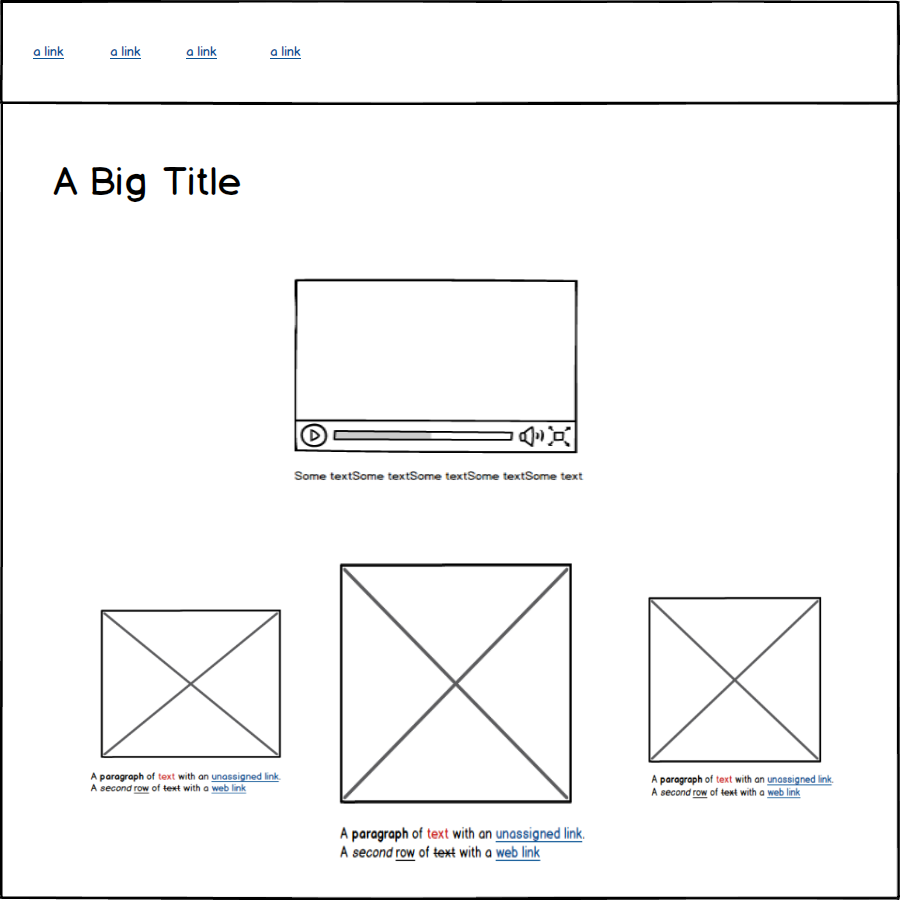 a link a link a link a link
A Big Title
Some textSome textSome textSome textSome text
A paragraph of text with an unassigned link.
A second row of text with a web link
A paragraph of text with an unassigned link.
A second row of text with a web link
A paragraph of text with an unassigned link.
A second row of text with a web link